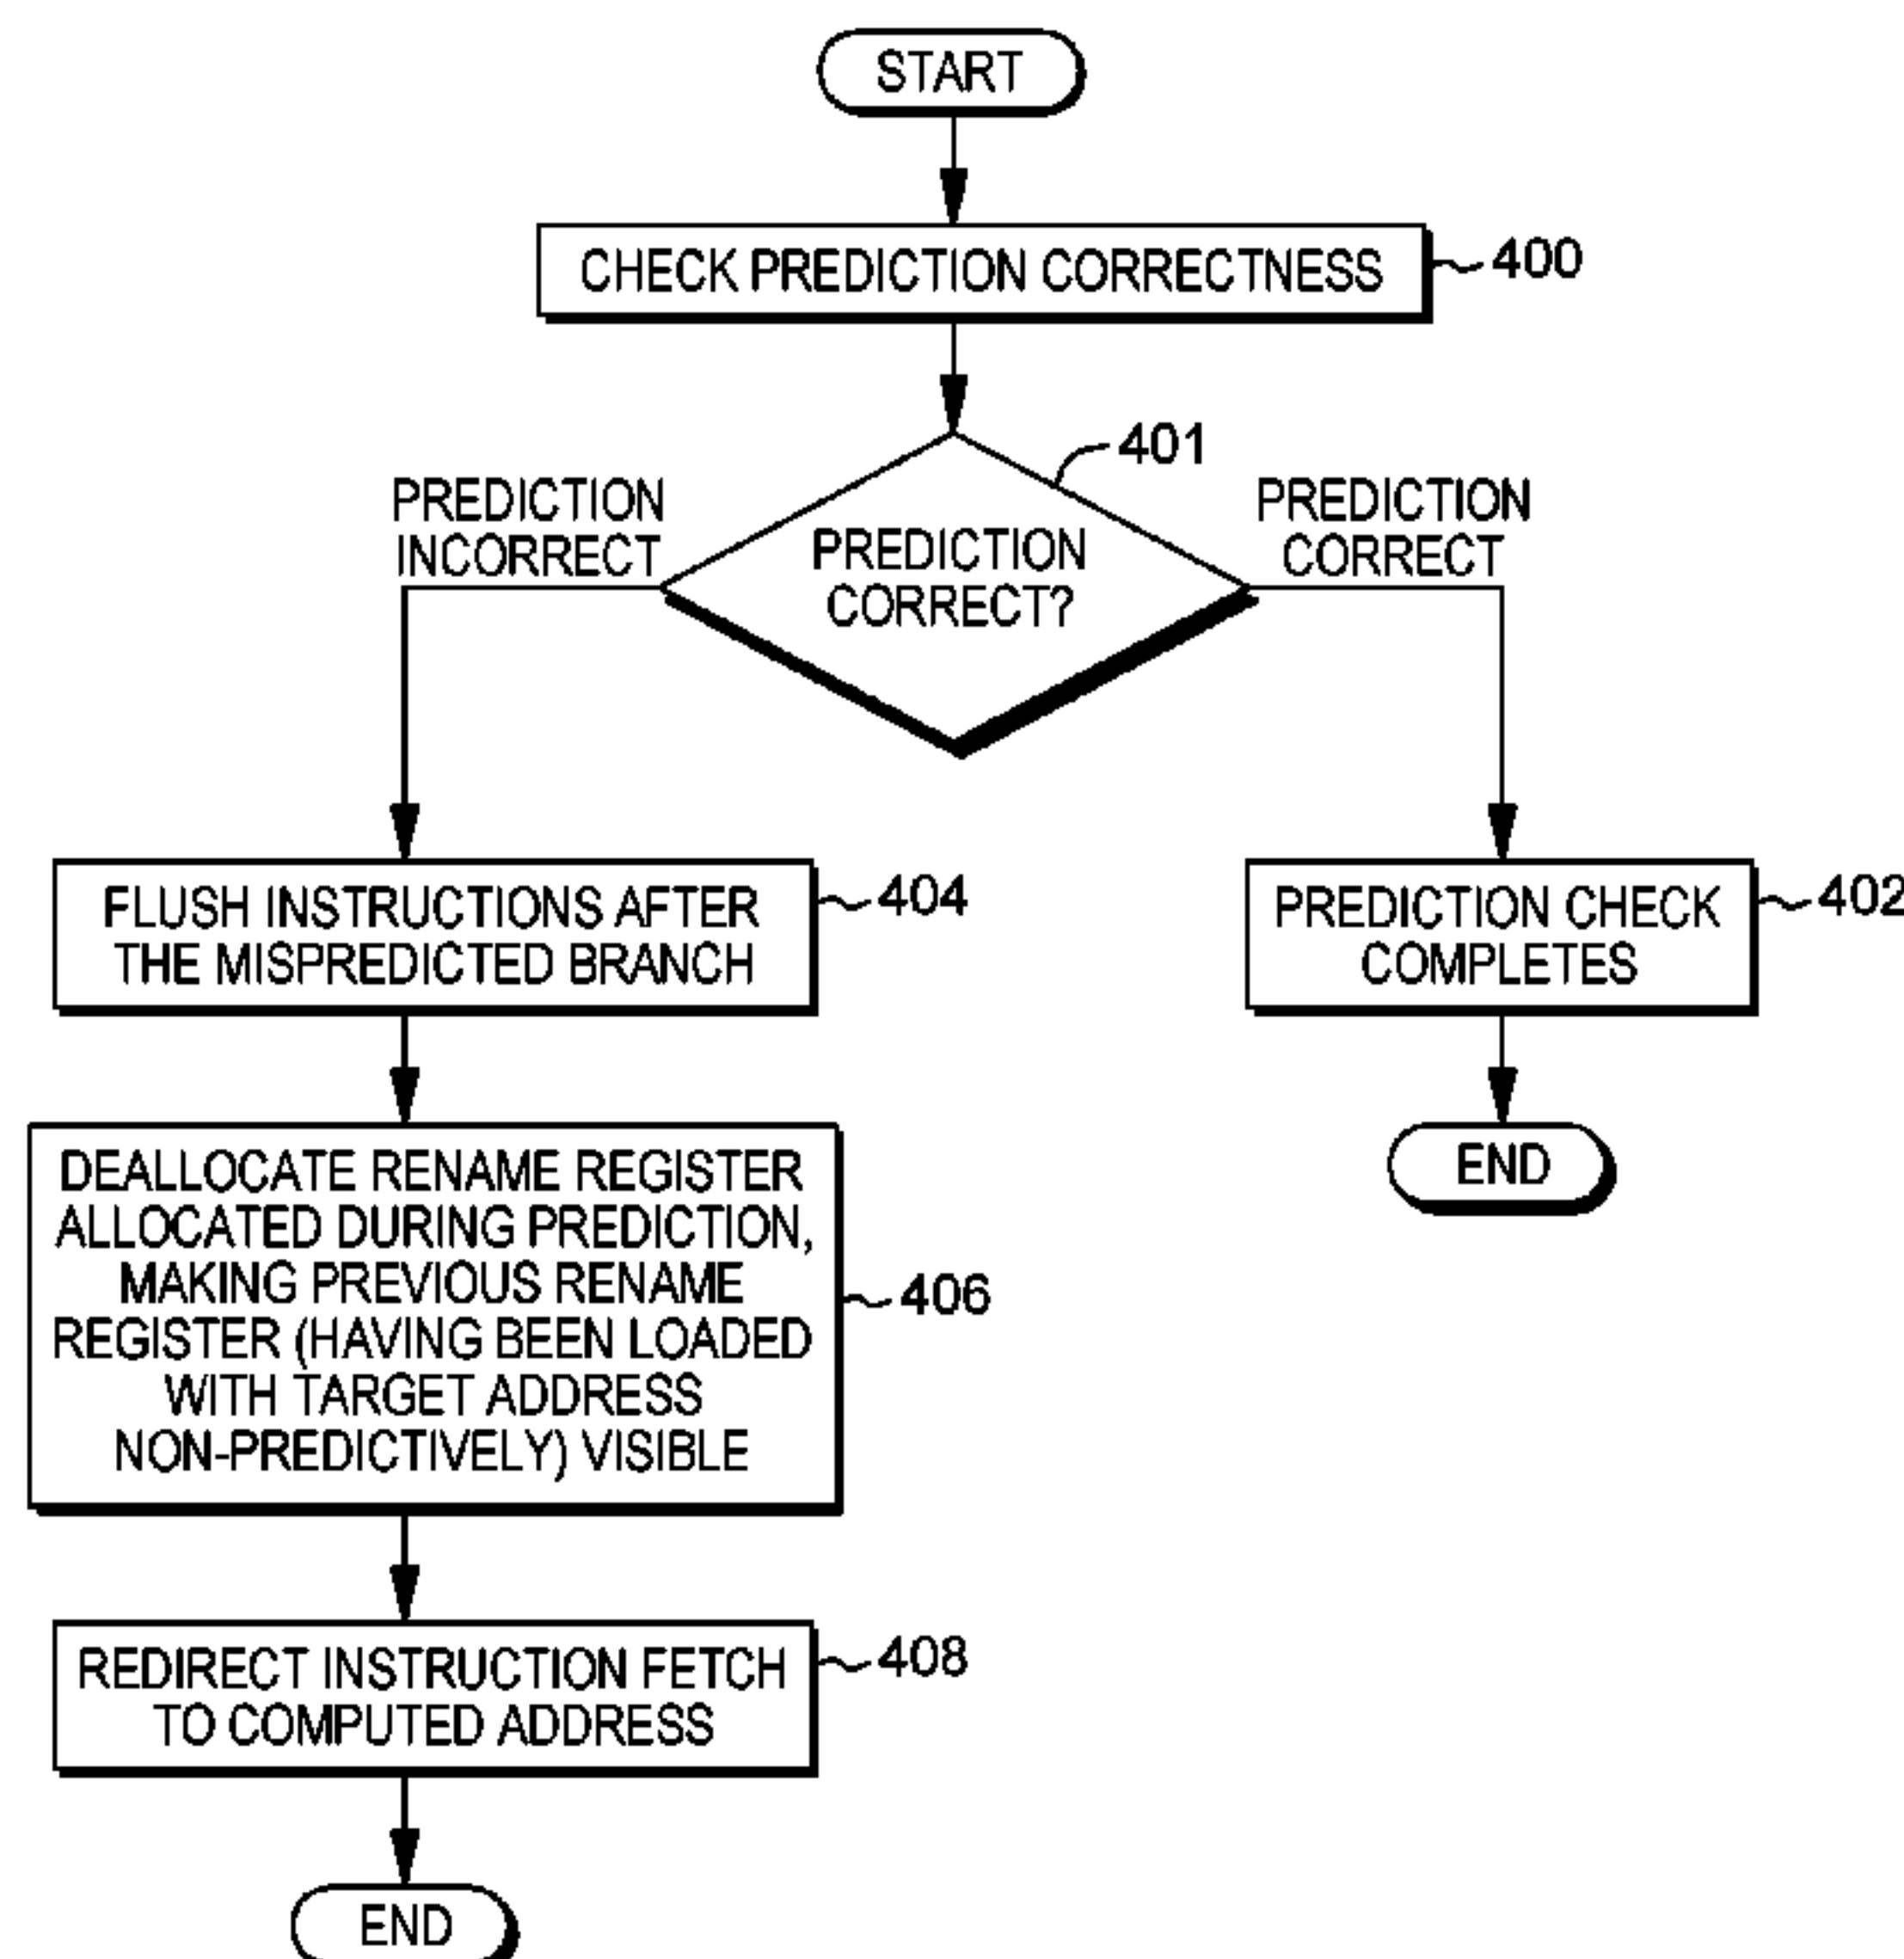 START
CHECK PREDICTION CORRECTNESS
400
401
PREDICTION
INCORRECT
PREDICTION
CORRECT?
PREDICTION
CORRECT
FLUSH INSTRUCTIONS AFTER
THE MISPREDICTED BRANCH
404
PREDICTION CHECK
COMPLETES
402
DEALLOCATE RENAME REGISTER
ALLOCATED DURING PREDICTION,
MAKING PREVIOUS RENAME
REGISTER (HAVING BEEN LOADED
WITH TARGET ADDRESS
NON-PREDICTIVELY) VISIBLE
406
END
REDIRECT INSTRUCTION FETCH
TO COMPUTED ADDRESS
408
END